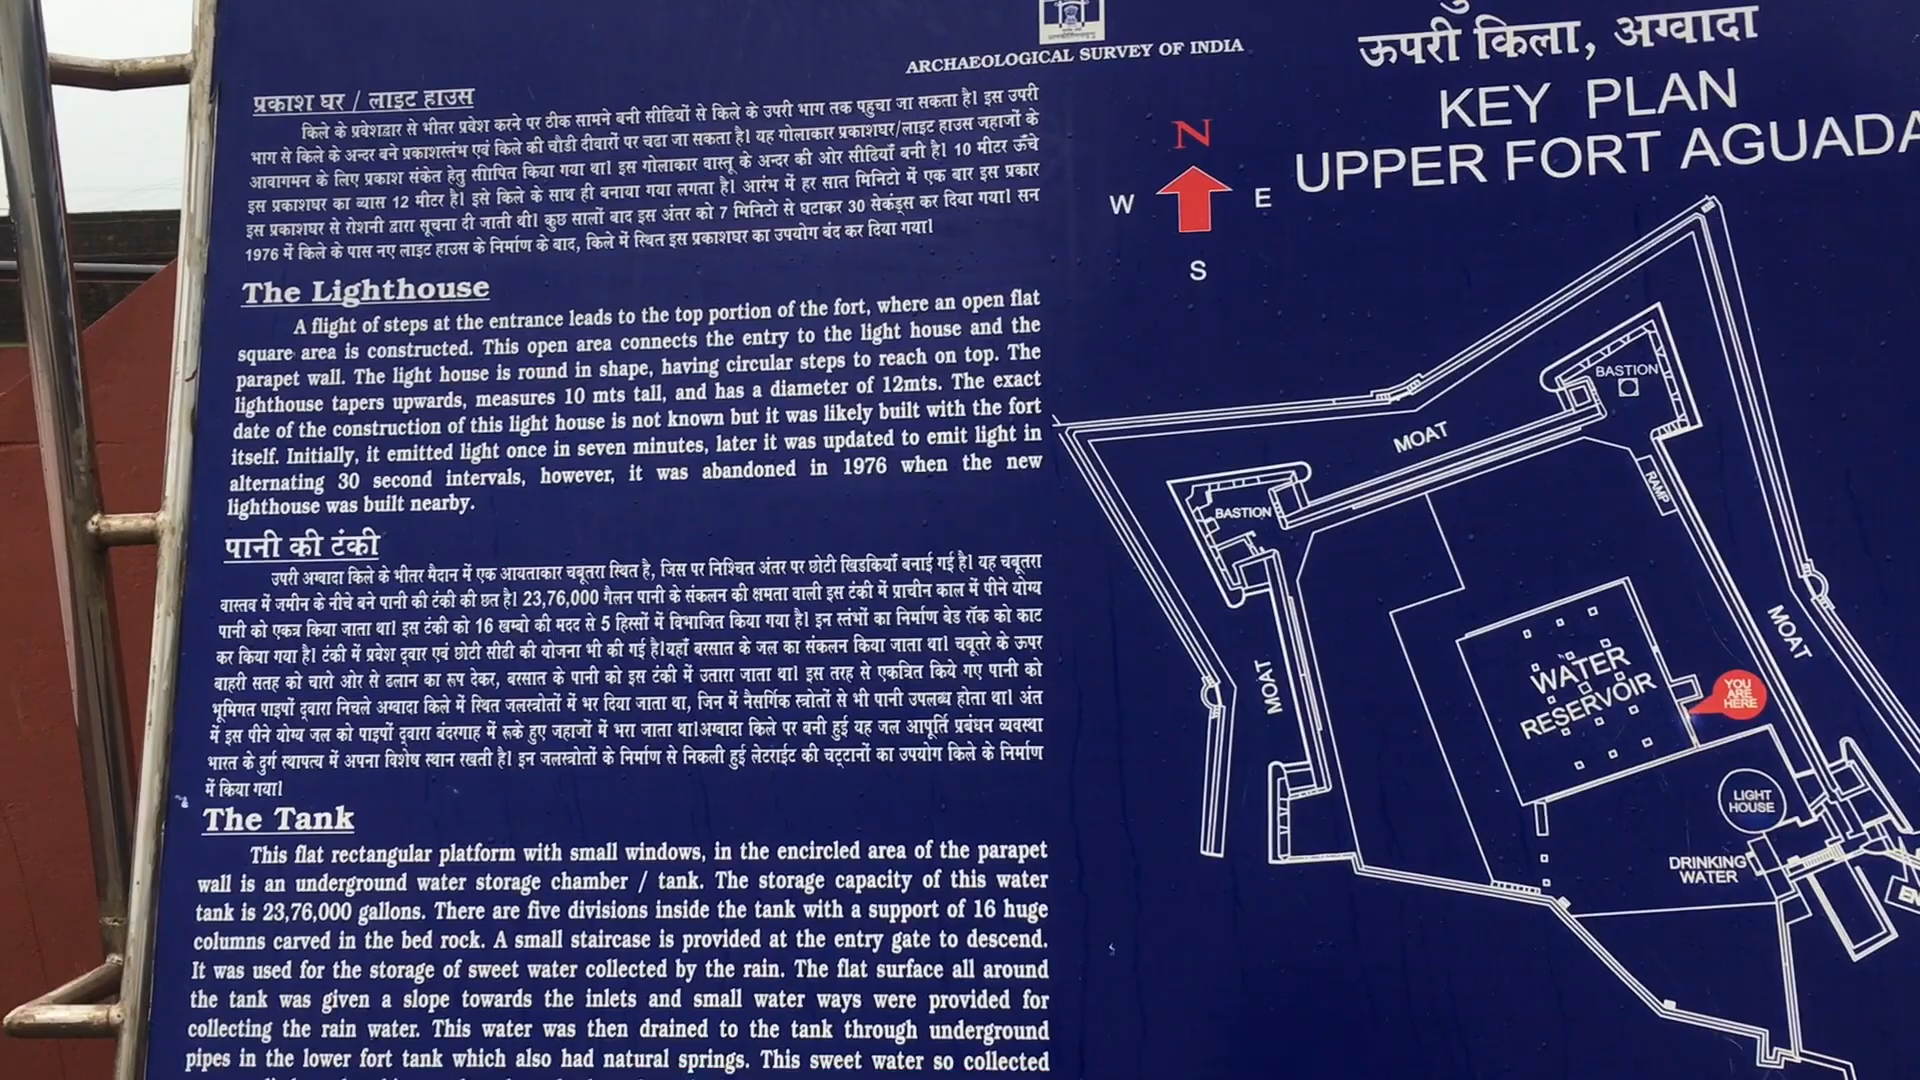 ARCHAEOLOGICAL SURVEY OF INDIA
प्रकाश घर / लाइट हाउस
किले के प्रवेशद्वार से भीतर प्रवेश करने पर ठीक सामने बनी सीढियों से किले के उपरी भाग तक पहुचा जा सकता है। इस उपरी
भाग से किले के अन्दर बने प्रकाशस्तंभ एवं किले की चौडी दीवारों पर चढा जा सकता है। यह गोलाकार प्रकाशघर/लाइट हाउस जहाजों के
आवागमन के लिए प्रकाश संकेत हेतु सीापित किया गया था। इस गोलाकार वास्तू के अन्दर की ओर सीढियाँ बनी है। 10 मीटर ऊँचे
इस प्रकाशघर का व्यास 12 मीटर है। इसे किले के साथ ही बनाया गया लगता है। आरंभ में हर सात मिनिटो में एक बार इस प्रकार
इस प्रकाशघर से रोशनी द्वारा सूचना दी जाती थी। कुछ सालों बाद इस अंतर को 7 मिनिटो से घटाकर 30 सेकंड्स कर दिया गया। सन
1976 में किले के पास नए लाइट हाउस के निर्माण के बाद, किले में स्थित इस प्रकाशघर का उपयोग बंद कर दिया गया।
The Lighthouse
A flight of steps at the entrance leads to the top portion of the fort, where an open flat
square area is constructed. This open area connects the entry to the light house and the
parapet wall. The light house is round in shape, having circular steps to reach on top. The
lighthouse tapers upwards, measures 10 mts tall, and has a diameter of 12mts. The exact
date of the construction of this light house is not known but it was likely built with the fort
itself. Initially, it emitted light once in seven minutes, later it was updated to emit light in
alternating 30 second intervals, however, it was abandoned in 1976 when the new
lighthouse was built nearby.
पानी की टंकी
उपरी अग्वादा किले के भीतर मैदान में एक आयताकार चबूतरा स्थित है, जिस पर निश्चित अंतर पर छोटी खिडकियाँ बनाई गई है। यह चबूतरा
वास्तव में जमीन के नीचे बने पानी की टंकी की छत है। 23,76,000 गैलन पानी के संकलन की क्षमता वाली इस टंकी में प्राचीन काल में पीने योग्य
पानी को एकत्र किया जाता था। इस टंकी को 16 खम्बो की मदद से 5 हिस्सों में विभाजित किया गया है। इन स्तंभों का निर्माण बेड रॉक को काट
कर किया गया है। टंकी में प्रवेश द्वार एवं छोटी सीढी की योजना भी की गई है।यहाँ बरसात के जल का संकलन किया जाता था। चबूतरे के ऊपर
बाहरी सतह को चारो ओर से ढलान का रूप देकर, बरसात के पानी को इस टंकी में उतारा जाता था। इस तरह से एकत्रित किये गए पानी को
भूमिगत पाइपों द्वारा निचले अग्वादा किले में स्थित जलस्त्रोतों में भर दिया जाता था, जिन में नैसर्गिक स्त्रोतों से भी पानी उपलब्ध होता था। अंत
में इस पीने योग्य जल को पाइपों द्वारा बंदरगाह में रूके हुए जहाजों में भरा जाता था।अग्वादा किले पर बनी हुई यह जल आपूर्ति प्रबंधन व्यवस्था
भारत के दुर्ग स्थापत्य में अपना विशेष स्थान रखती है। इन जलस्त्रोतों के निर्माण से निकली हुई लेटराईट की चट्टानों का उपयोग किले के निर्माण
में किया गया।
The Tank
This flat rectangular platform with small windows, in the encircled area of the parapet
wall is an underground water storage chamber / tank. The storage capacity of this water
tank is 23,76,000 gallons. There are five divisions inside the tank with a support of 16 huge
columns carved in the bed rock. A small staircase is provided at the entry gate to descend.
It was used for the storage of sweet water collected by the rain. The flat surface all around
the tank was given a slope towards the inlets and small water ways were provided for
collecting the rain water. This water was then drained to the tank through underground
pipes in the lower fort tank which also had natural springs. This sweet water so collected
ऊपरी किला, अग्वादा
KEY PLAN
UPPER FORT AGUADA
N
W
E
S
BASTION
MOAT
RAMP
BASTION
MOAT
MOAT
WATER
RESERVOIR
YOU
ARE
HERE
LIGHT
HOUSE
DRINKING
WATER